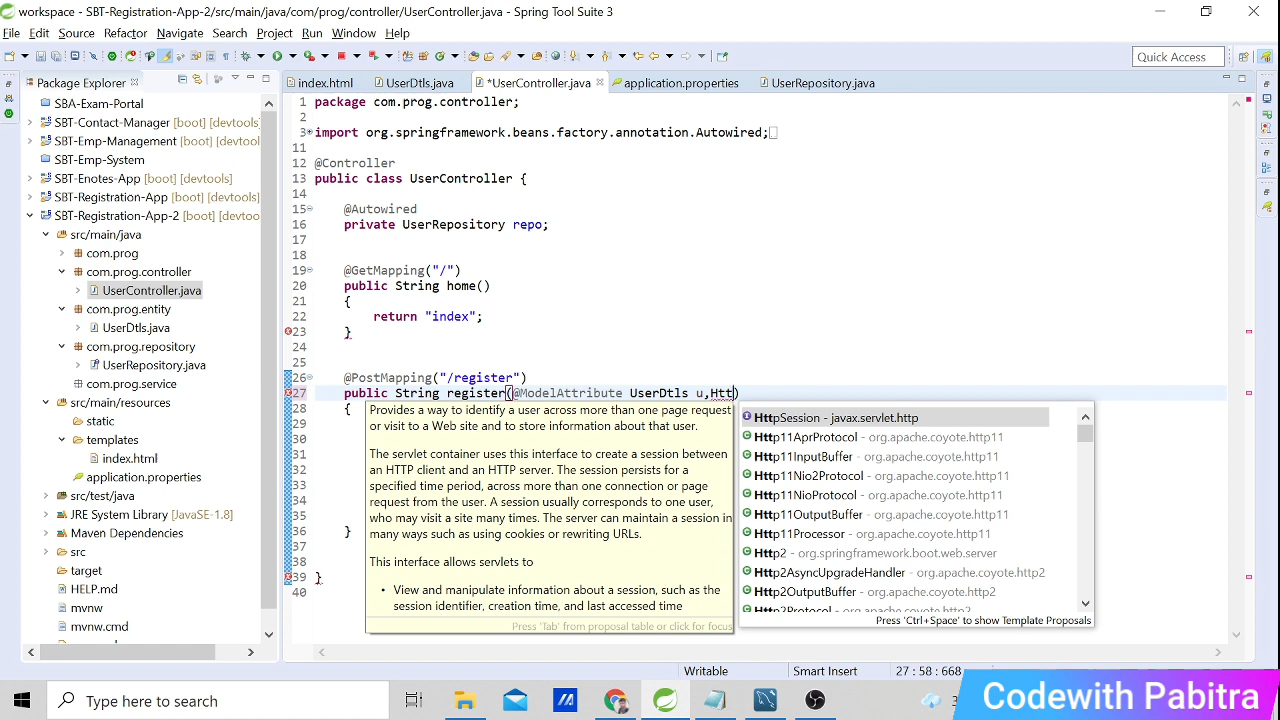 workspace - SBT-Registration-App-2/src/main/java/com/prog/controller/UserController.java - Spring Tool Suite 3
File Edit Source Refactor Navigate Search Project Run Window Help
Quick Access
Package Explorer
index.html UserDtls.java *UserController.java application.properties UserRepository.java
SBA-Exam-Portal
SBT-Contact-Manager [boot] [devtools]
SBT-Emp-Management [boot] [devtools
SBT-Emp-System
SBT-Enotes-App [boot] [devtools]
SBT-Registration-App [boot] [devtools]
SBT-Registration-App-2 [boot] [devtoo
src/main/java
com.prog
com.prog.controller
UserController.java
com.prog.entity
UserDtls.java
com.prog.repository
UserRepository.java
com.prog.service
src/main/resources
static
templates
index.html
application.properties
src/test/java
JRE System Library [JavaSE-1.8]
Maven Dependencies
src
target
HELP.md
mvnw
mvnw.cmd
pom.xml
1 package com.prog.controller;
2
3 import org.springframework.beans.factory.annotation.Autowired;
11
12 @Controller
13 public class UserController {
14
15 @Autowired
16 private UserRepository repo;
17
18
19 @GetMapping("/")
20 public String home()
21 {
22 return "index";
23 }
24
25
26 @PostMapping("/register")
27 public String register(@ModelAttribute UserDtls u,Htt)
28 {
29
30
31
32
33
34
35
36 }
37
38
39 }
40
Provides a way to identify a user across more than one page request
or visit to a Web site and to store information about that user.
The servlet container uses this interface to create a session between
an HTTP client and an HTTP server. The session persists for a
specified time period, across more than one connection or page
request from the user. A session usually corresponds to one user,
who may visit a site many times. The server can maintain a session in
many ways such as using cookies or rewriting URLs.
This interface allows servlets to
• View and manipulate information about a session, such as the
session identifier, creation time, and last accessed time
Press 'Tab' from proposal table or click for focus
HttpSession - javax.servlet.http
Http11AprProtocol - org.apache.coyote.http11
Http11InputBuffer - org.apache.coyote.http11
Http11Nio2Protocol - org.apache.coyote.http11
Http11NioProtocol - org.apache.coyote.http11
Http11OutputBuffer - org.apache.coyote.http11
Http11Processor - org.apache.coyote.http11
Http2 - org.springframework.boot.web.server
Http2AsyncUpgradeHandler - org.apache.coyote.http2
Http2OutputBuffer - org.apache.coyote.http2
Http2Protocol - org.apache.coyote.http2
Press 'Ctrl+Space' to show Template Proposals
Writable Smart Insert 27 : 58 : 668
Type here to search
Codewith Pabitra